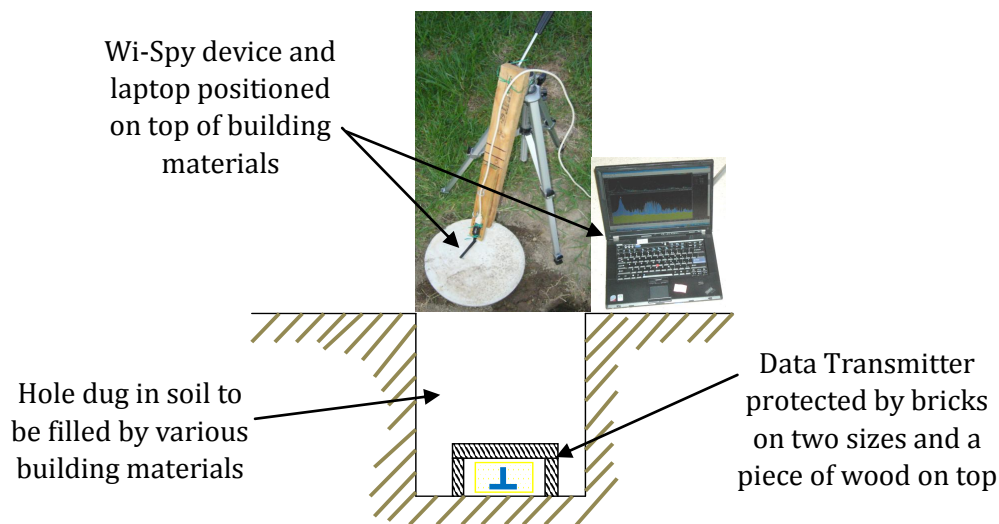 Wi-Spy device and
laptop positioned
on top of building
materials
Hole dug in soil to
be filled by various
building materials
Data Transmitter
protected by bricks
on two sizes and a
piece of wood on top